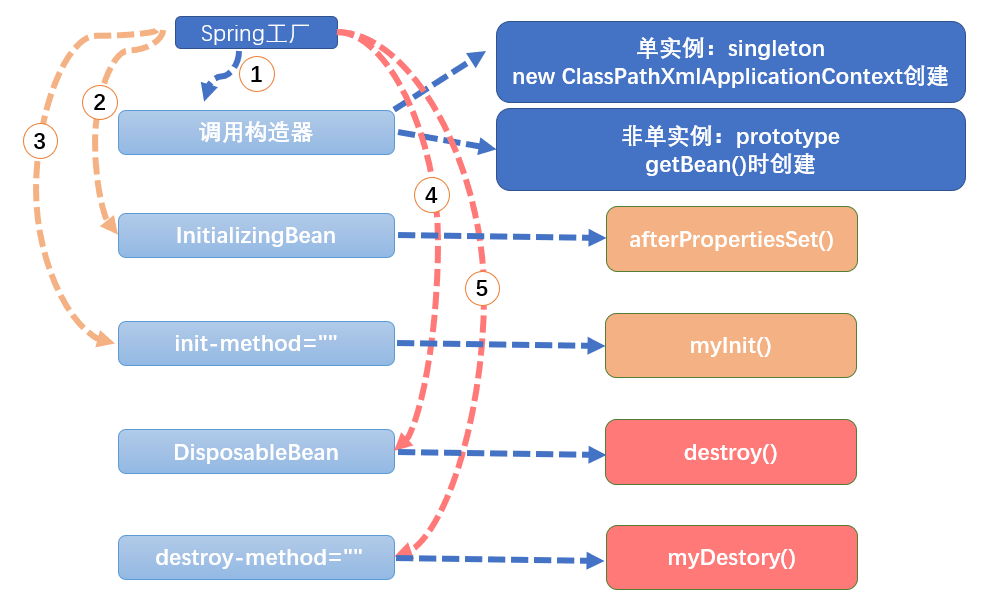 Spring工厂
1
单实例：singleton
new ClassPathXmlApplicationContext创建
2
调用构造器
3
非单实例：prototype
getBean()时创建
4
InitializingBean
afterPropertiesSet()
5
init-method=""
myInit()
DisposableBean
destroy()
destroy-method=""
myDestory()